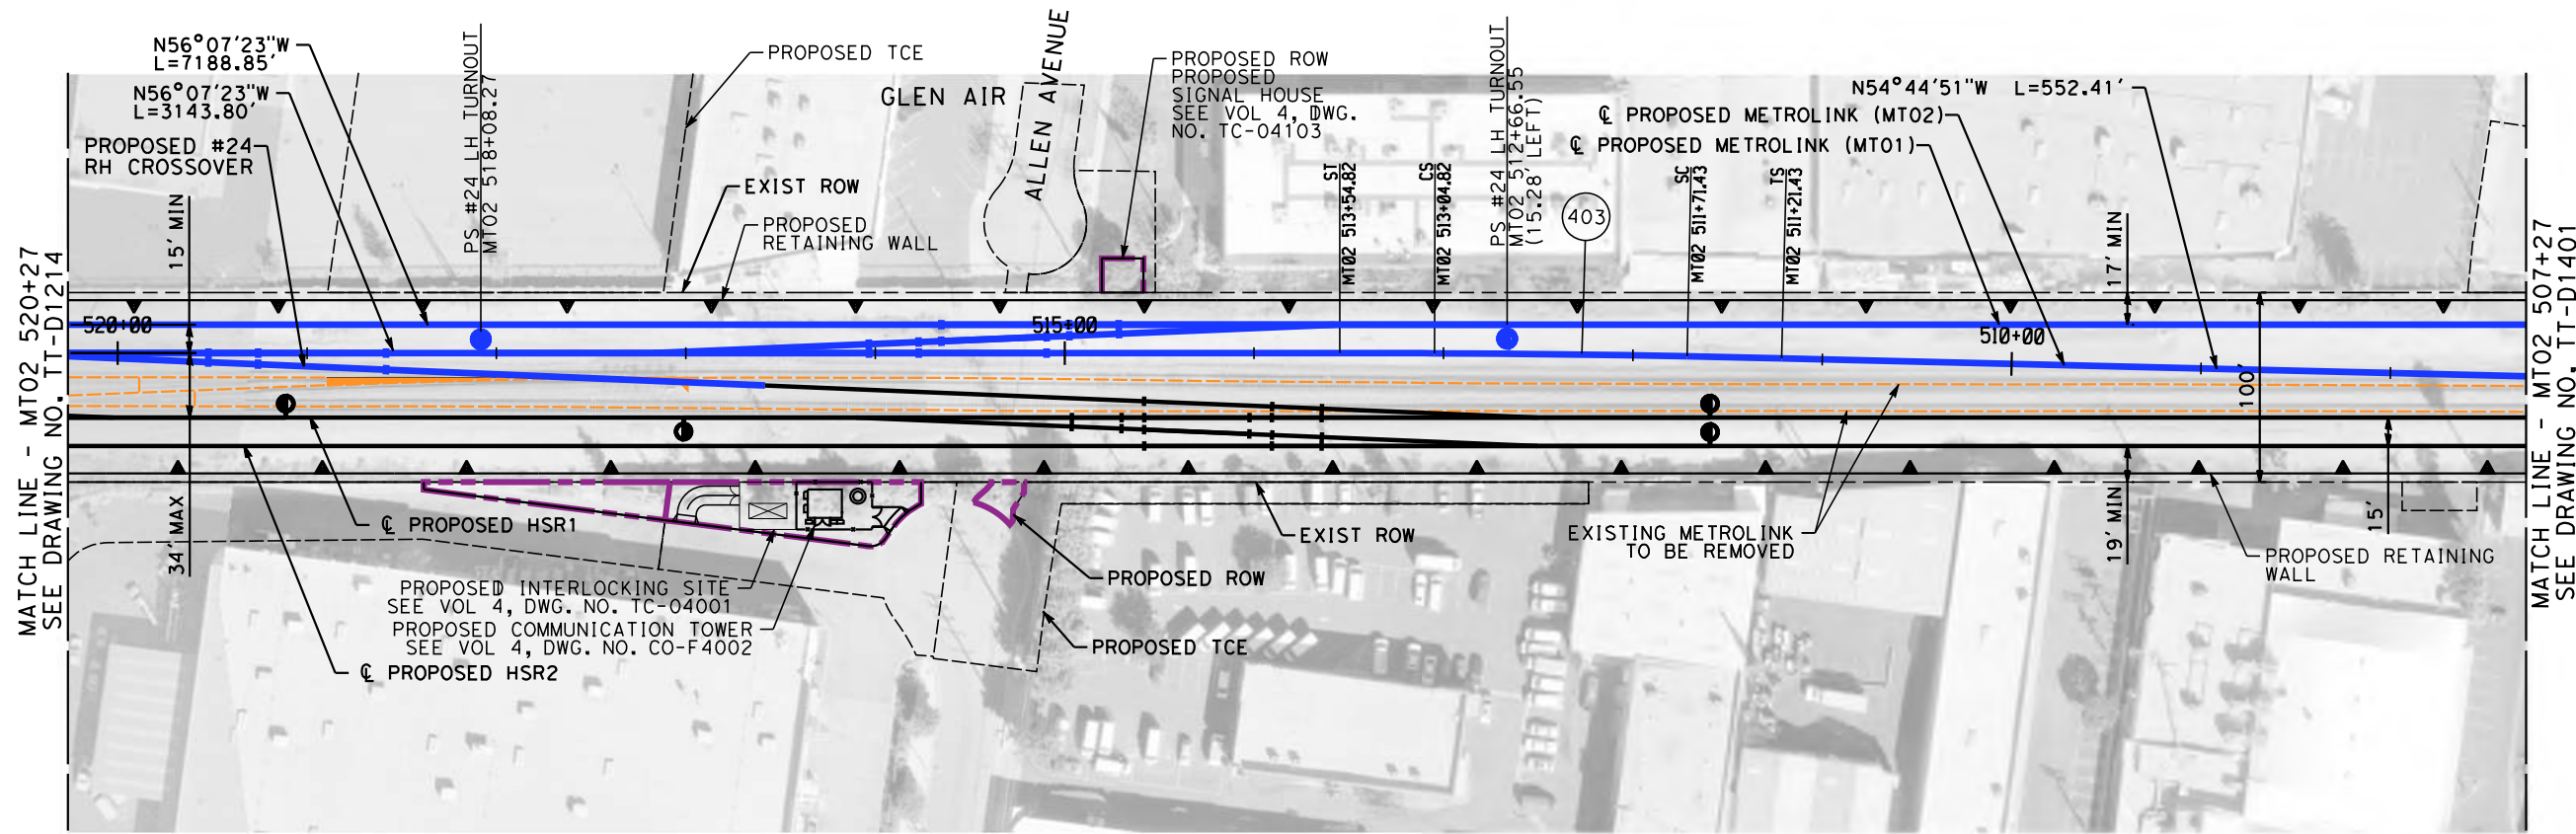 N56°07'23"W
L=7188.85'
N56°07'23"W
L=3143.80'
PROPOSED #24
RH CROSSOVER
15' MIN
PS #24 LH TURNOUT
MT02 518+08.27
PROPOSED TCE
GLEN AIR
ALLEN AVENUE
EXIST ROW
PROPOSED
RETAINING WALL
PROPOSED ROW
PROPOSED
SIGNAL HOUSE
SEE VOL 4, DWG.
NO. TC-04103
ST
MT02 513+54.82
CS
MT02 513+04.82
PS #24 LH TURNOUT
MT02 512+66.55
(15.28' LEFT)
403
SC
MT02 511+71.43
TS
MT02 511+21.43
N54°44'51"W L=552.41'
℄ PROPOSED METROLINK (MT02)
℄ PROPOSED METROLINK (MT01)
17' MIN
MATCH LINE - MT02 520+27
SEE DRAWING NO. TT-D1214
520+00
515+00
510+00
100'
MATCH LINE - MT02 507+27
SEE DRAWING NO. TT-D1401
34' MAX
℄ PROPOSED HSR1
PROPOSED INTERLOCKING SITE
SEE VOL 4, DWG. NO. TC-04001
PROPOSED COMMUNICATION TOWER
SEE VOL 4, DWG. NO. CO-F4002
℄ PROPOSED HSR2
PROPOSED ROW
PROPOSED TCE
EXIST ROW
EXISTING METROLINK
TO BE REMOVED
19' MIN
15'
PROPOSED RETAINING
WALL